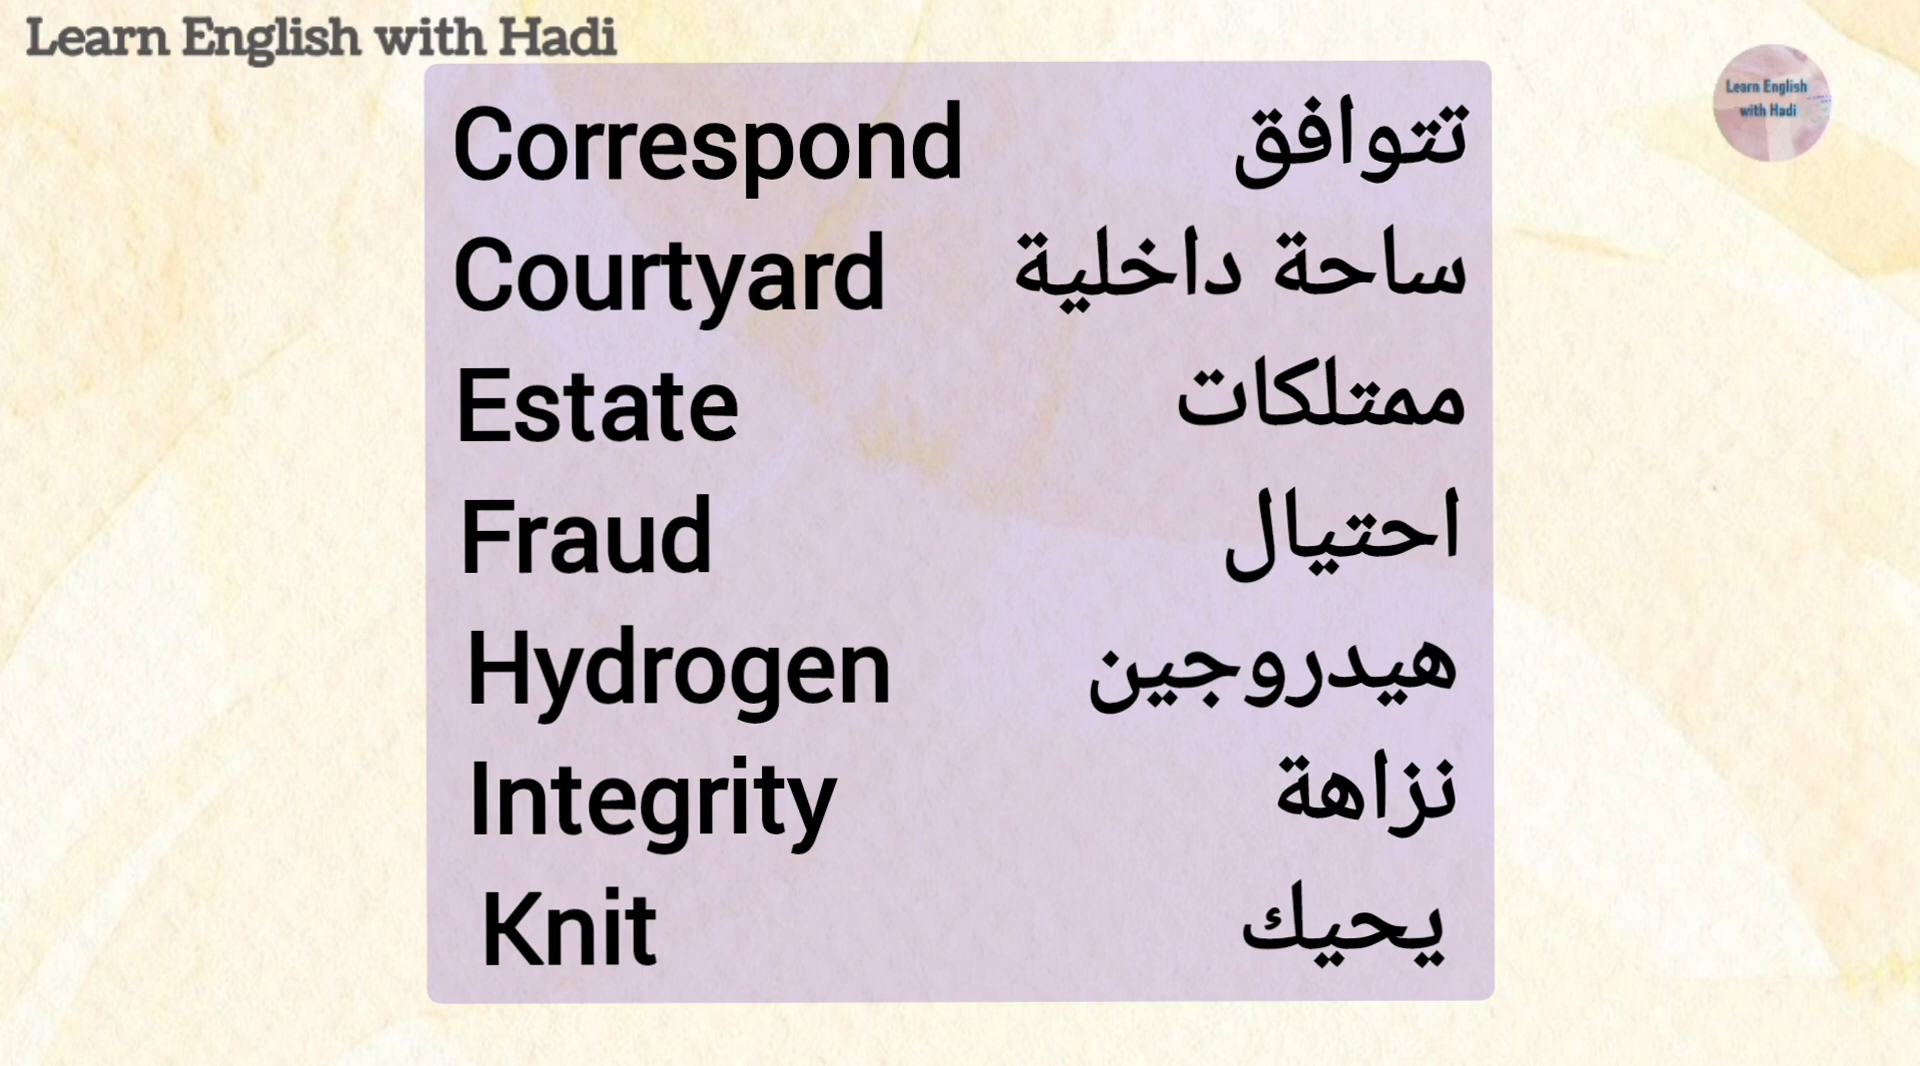 Learn English with Hadi
Learn English
with Hadi
Correspond تتوافق
Courtyard ساحة داخلية
Estate ممتلكات
Fraud احتيال
Hydrogen هيدروجين
Integrity نزاهة
Knit يحيك